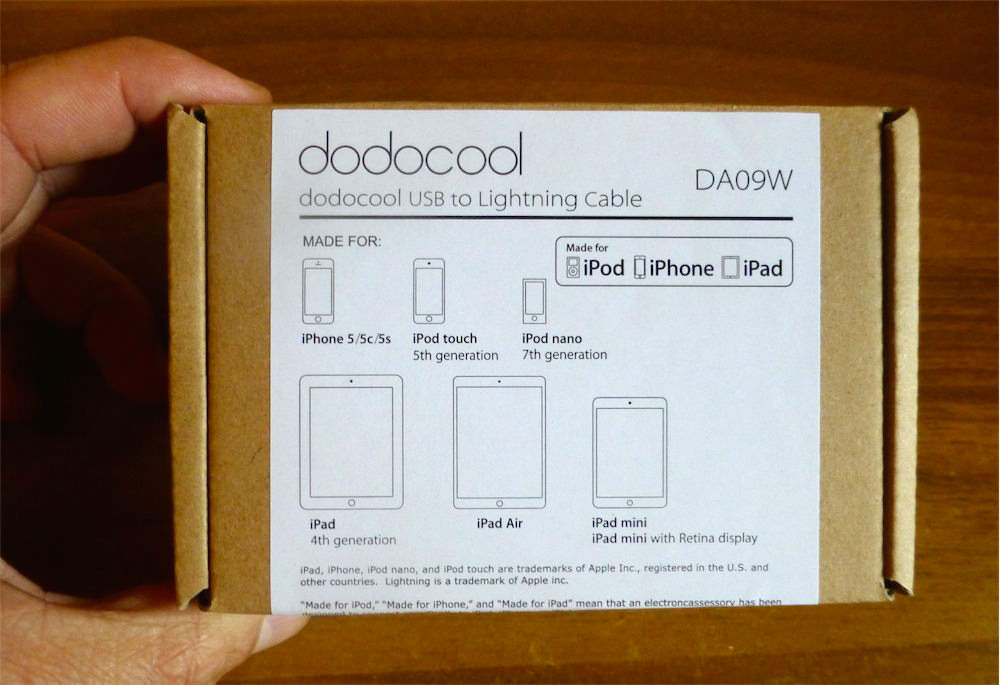 dodocool
DA09W
dodocool USB to Lightning Cable
MADE FOR:
Made for
iPod iPhone iPad
iPhone 5/5c/5s
iPod touch
5th generation
iPod nano
7th generation
iPad
4th generation
iPad Air
iPad mini
iPad mini with Retina display
iPad, iPhone, iPod nano, and iPod touch are trademarks of Apple Inc., registered in the U.S. and
other countries. Lightning is a trademark of Apple inc.
"Made for iPod," "Made for iPhone," and "Made for iPad" mean that an electroncassessory has been